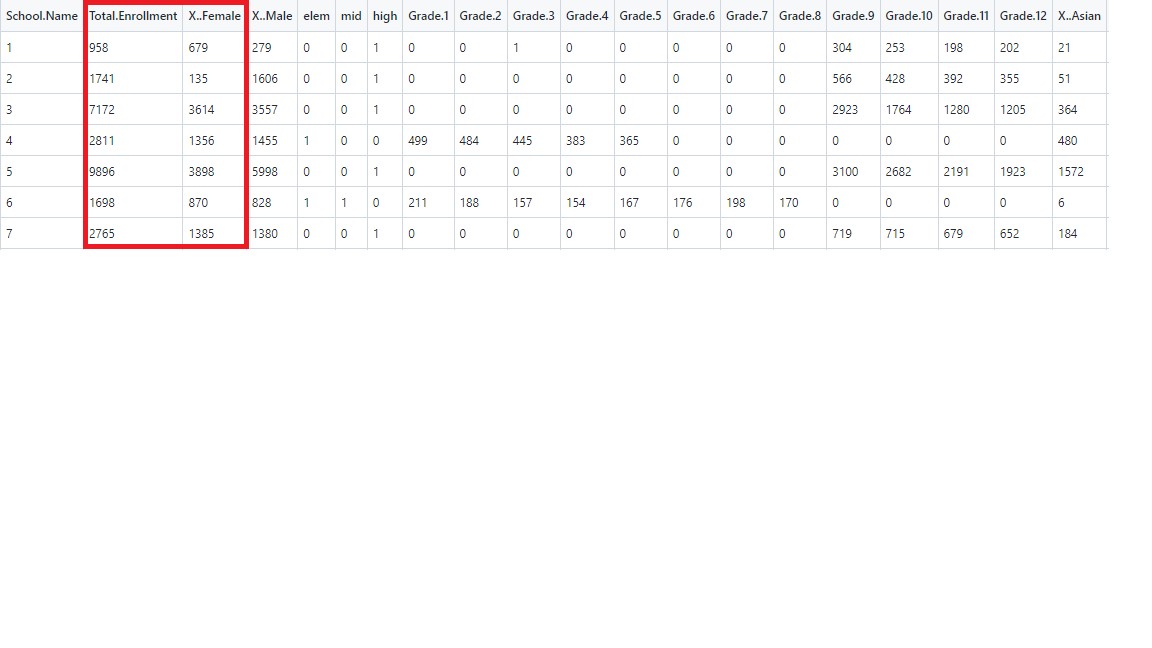 School.Name Total.Enrollment X..Female X..Male elem mid high Grade.1 Grade.2 Grade.3 Grade.4 Grade.5 Grade.6 Grade.7 Grade.8 Grade.9 Grade.10 Grade.11 Grade.12 X..Asian
1 958 679 279 0 0 1 0 0 1 0 0 0 0 0 304 253 198 202 21
2 1741 135 1606 0 0 1 0 0 0 0 0 0 0 0 566 428 392 355 51
3 7172 3614 3557 0 0 1 0 0 0 0 0 0 0 0 2923 1764 1280 1205 364
4 2811 1356 1455 1 0 0 499 484 445 383 365 0 0 0 0 0 0 0 480
5 9896 3898 5998 0 0 1 0 0 0 0 0 0 0 0 3100 2682 2191 1923 1572
6 1698 870 828 1 1 0 211 188 157 154 167 176 198 170 0 0 0 0 6
7 2765 1385 1380 0 0 1 0 0 0 0 0 0 0 0 719 715 679 652 184